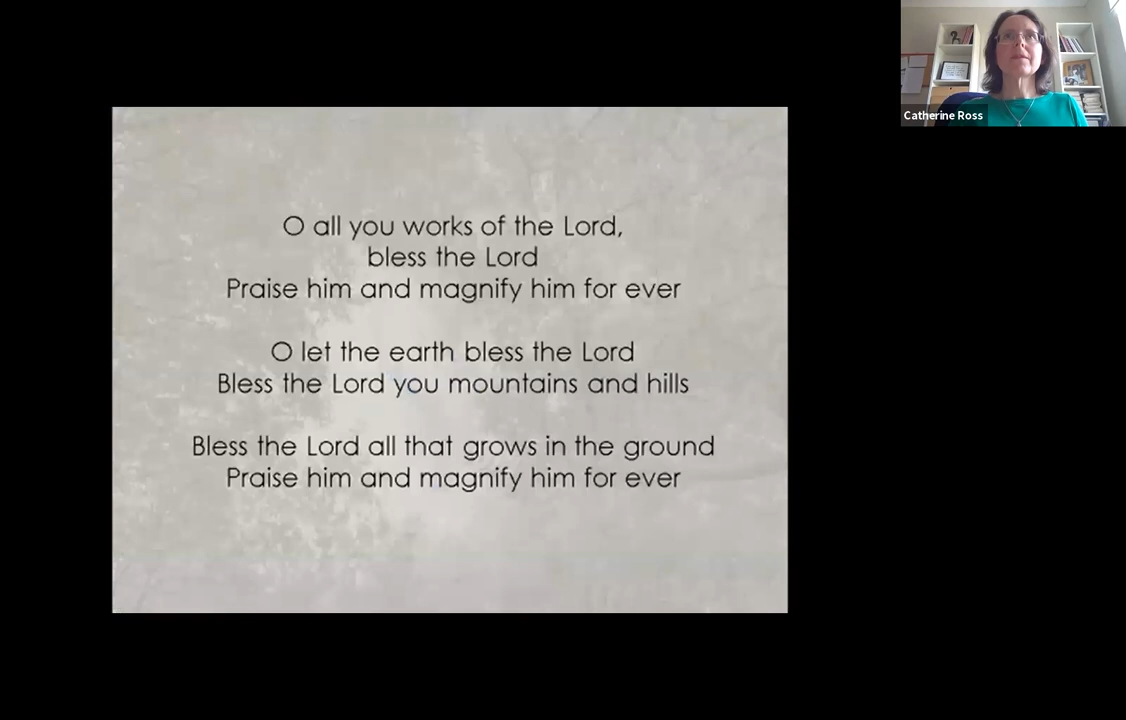 O all you works of the Lord,
bless the Lord
Praise him and magnify him for ever
O let the earth bless the Lord
Bless the Lord you mountains and hills
Bless the Lord all that grows in the ground
Praise him and magnify him for ever
Catherine Ross